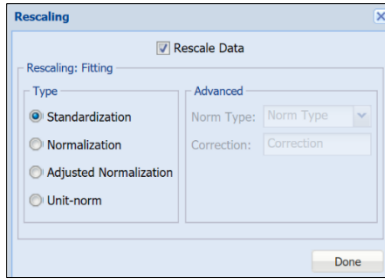 Rescaling
Rescale Data
Rescaling: Fitting
Type
Standardization
Normalization
Adjusted Normalization
Unit-norm
Advanced
Norm Type: Norm Type
Correction: Correction
Done